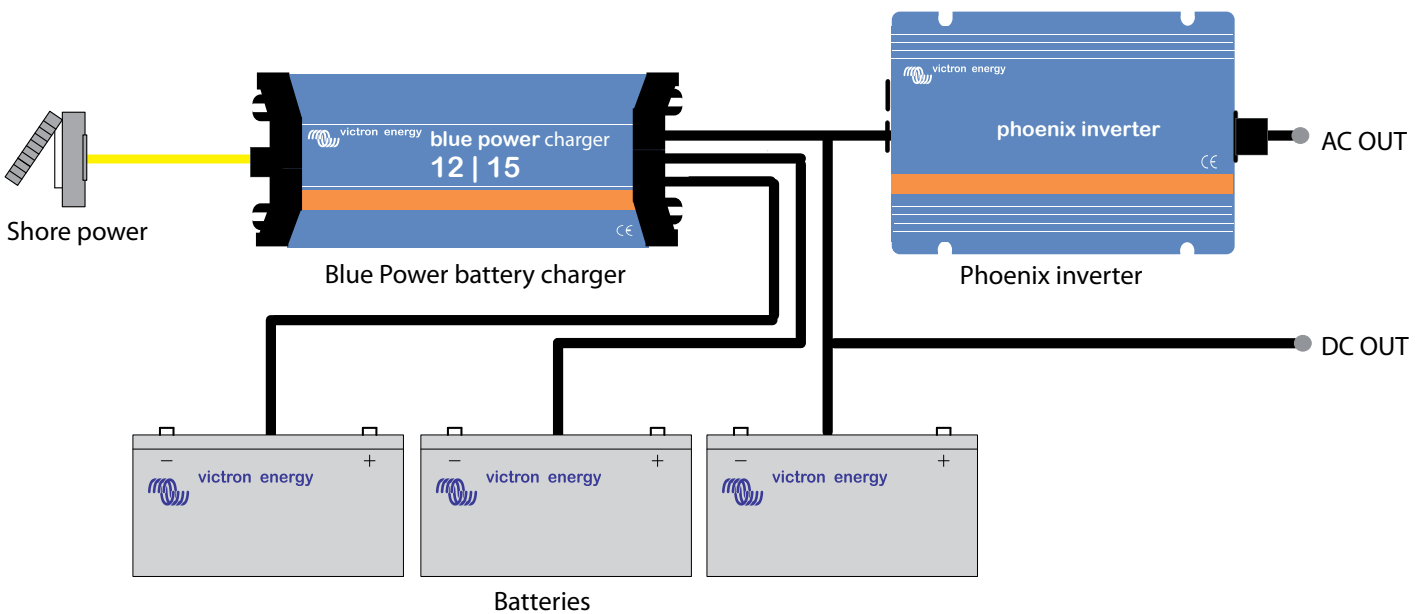 victron energy
phoenix inverter
CE
AC OUT
victron energy
blue power charger
12 | 15
CE
Shore power
Blue Power battery charger
Phoenix inverter
DC OUT
− +
victron energy
− +
victron energy
− +
victron energy
Batteries